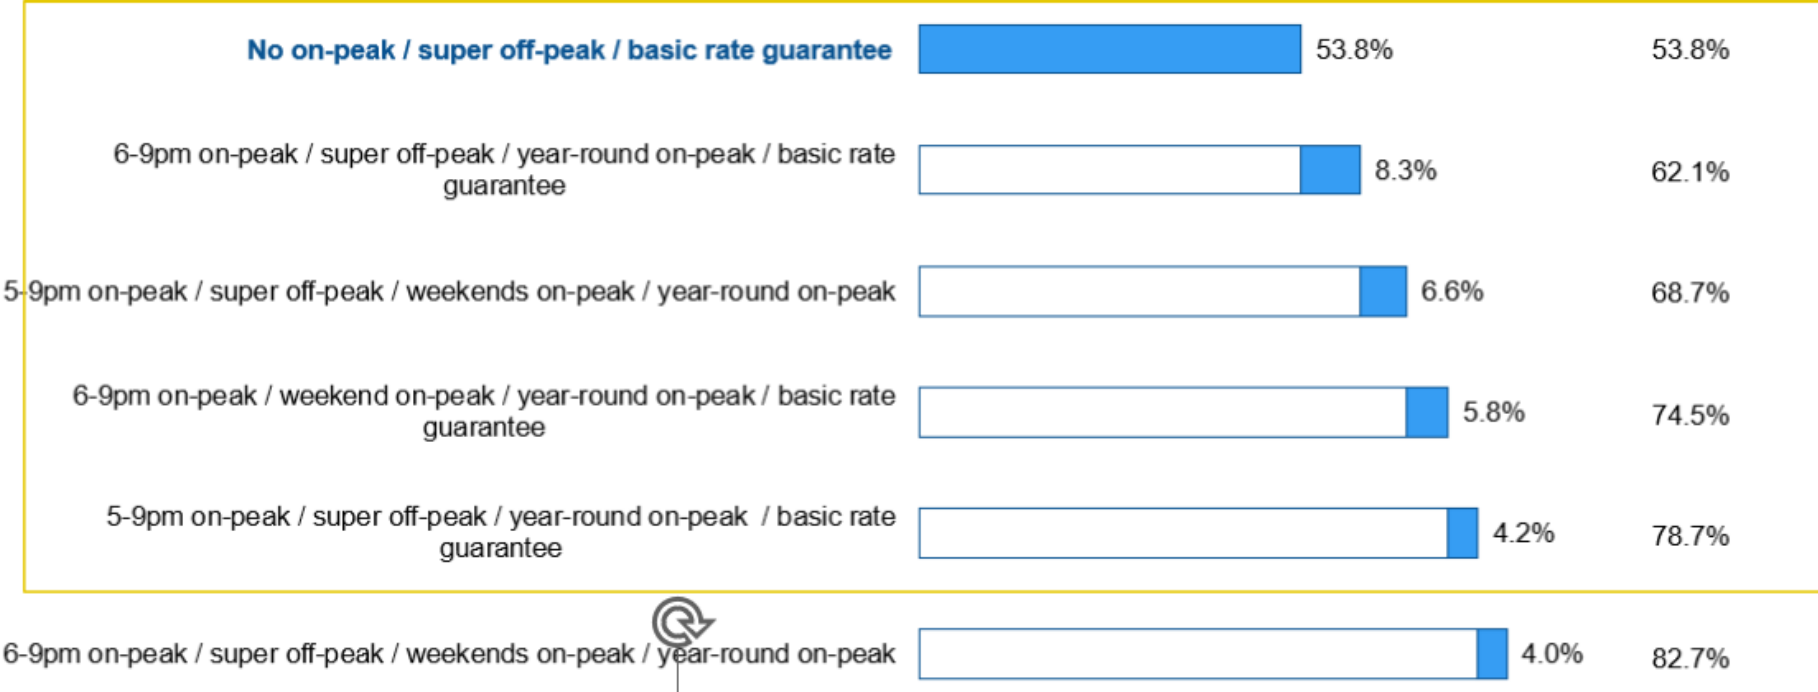 No on-peak / super off-peak / basic rate guarantee 53.8% 53.8%
6-9pm on-peak / super off-peak / year-round on-peak / basic rate
guarantee 8.3% 62.1%
5-9pm on-peak / super off-peak / weekends on-peak / year-round on-peak 6.6% 68.7%
6-9pm on-peak / weekend on-peak / year-round on-peak / basic rate
guarantee 5.8% 74.5%
5-9pm on-peak / super off-peak / year-round on-peak / basic rate
guarantee 4.2% 78.7%
6-9pm on-peak / super off-peak / weekends on-peak / year-round on-peak 4.0% 82.7%